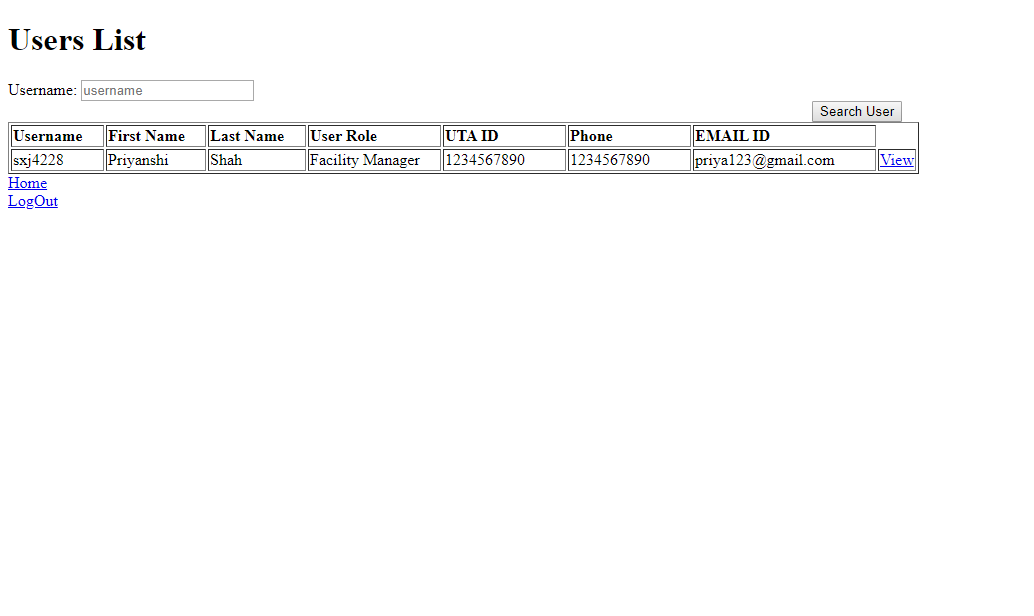 Users List
Username: username
Search User
Username First Name Last Name User Role UTA ID Phone EMAIL ID
sxj4228 Priyanshi Shah Facility Manager 1234567890 1234567890 priya123@gmail.com View
Home
LogOut